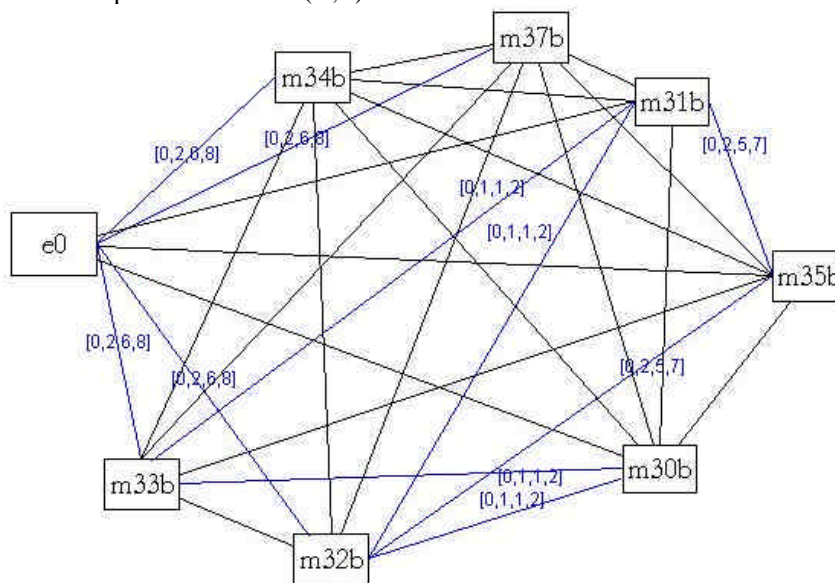 m37b
m34b
m31b
[0,2,6,8]
[0,2,6,8]
[0,2,5,7]
[0,1,1,2]
[0,1,1,2]
e0
m35b
[0,2,6,8]
[0,2,6,8]
[0,2,5,7]
m33b
m30b
[0,1,1,2]
[0,1,1,2]
m32b